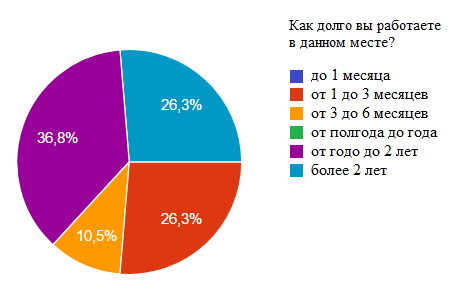 Как долго вы работаете
в данном месте?
до 1 месяца
от 1 до 3 месяцев
от 3 до 6 месяцев
от полгода до года
от годо до 2 лет
более 2 лет
26,3%
36,8%
26,3%
10,5%